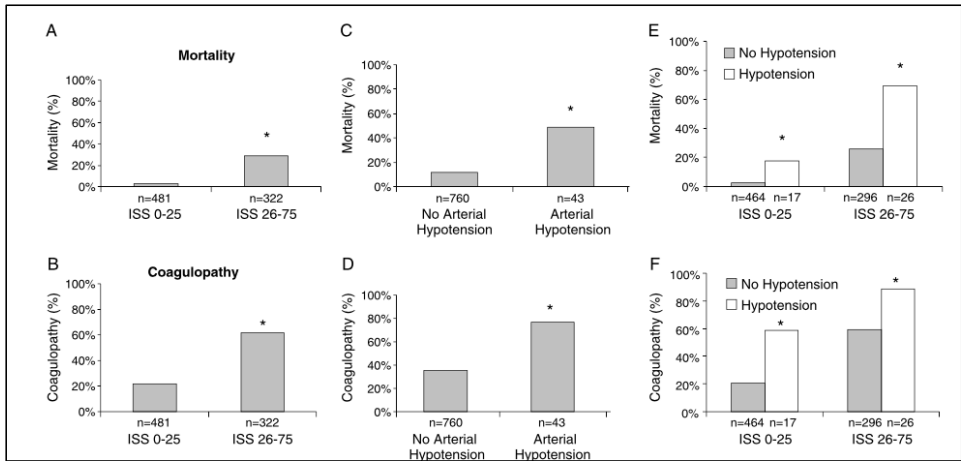 A
Mortality
Mortality (%)
100%
80%
60%
40%
20%
0%
*
n=481
n=322
ISS 0-25
ISS 26-75
C
Mortality (%)
100%
80%
60%
40%
20%
0%
*
n=760
n=43
No Arterial
Hypotension
Arterial
Hypotension
E
No Hypotension
Hypotension
Mortality (%)
100%
80%
60%
40%
20%
0%
*
*
n=464 n=17
n=296 n=26
ISS 0-25
ISS 26-75
B
Coagulopathy
Coagulopathy (%)
100%
80%
60%
40%
20%
0%
*
n=481
n=322
ISS 0-25
ISS 26-75
D
Coagulopathy (%)
100%
80%
60%
40%
20%
0%
*
n=760
n=43
No Arterial
Hypotension
Arterial
Hypotension
F
No Hypotension
Hypotension
Coagulopathy (%)
100%
80%
60%
40%
20%
0%
*
*
n=464 n=17
n=296 n=26
ISS 0-25
ISS 26-75